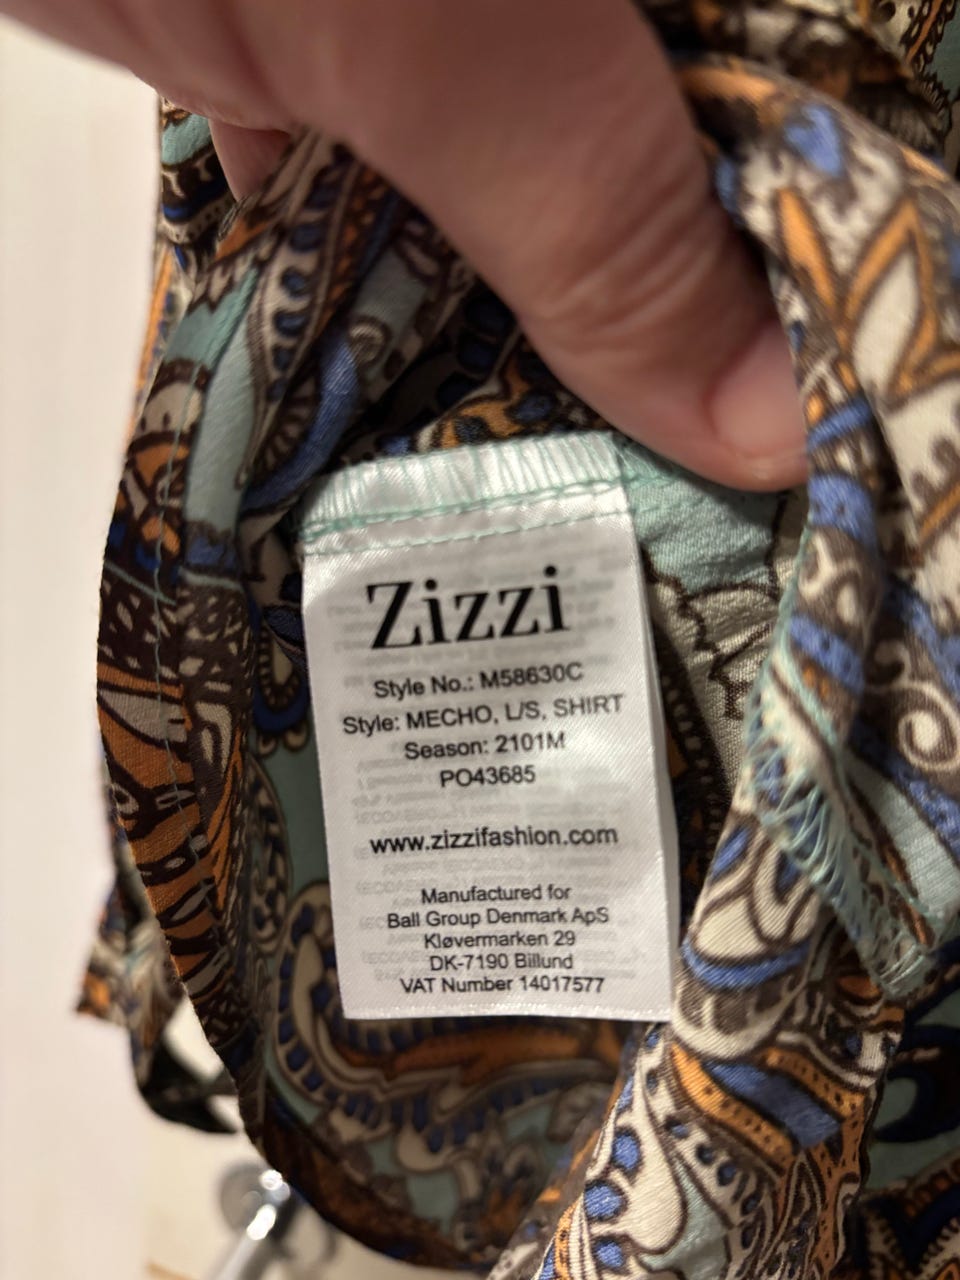 Zizzi
Style No.: M58630C
Style: MECHO, L/S, SHIRT
Season: 2101M
PO43685
www.zizzifashion.com
Manufactured for
Ball Group Denmark ApS
Kløvermarken 29
DK-7190 Billund
VAT Number 14017577